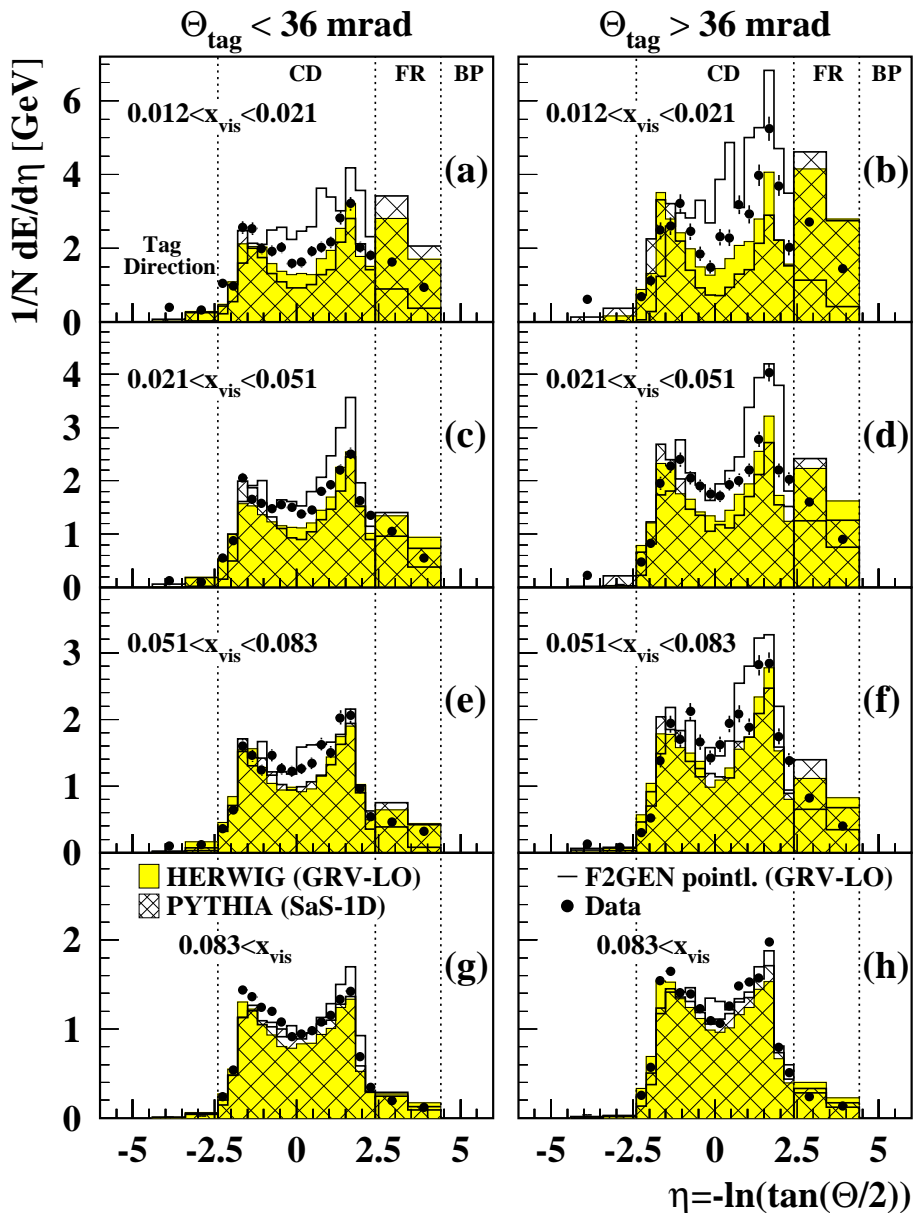 Θtag < 36 mrad
Θtag > 36 mrad
1/N dE/dη [GeV]
CD FR BP
0.012<xvis<0.021
(a)
Tag
Direction
6
4
2
0
CD FR BP
0.012<xvis<0.021
(b)
0.021<xvis<0.051
(c)
4
3
2
1
0
0.021<xvis<0.051
(d)
0.051<xvis<0.083
(e)
3
2
1
0
0.051<xvis<0.083
(f)
HERWIG (GRV-LO)
PYTHIA (SaS-1D)
0.083<xvis
(g)
2
1
0
F2GEN pointl. (GRV-LO)
Data
0.083<xvis
(h)
-5 -2.5 0 2.5 5
-5 -2.5 0 2.5 5
η=-ln(tan(Θ/2))